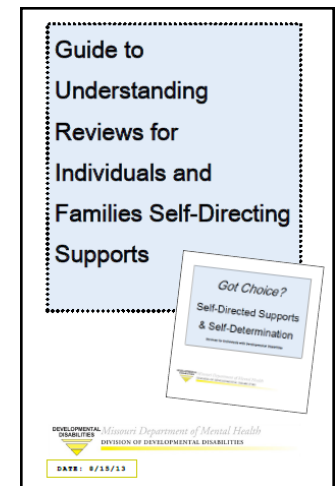 Guide to
Understanding
Reviews for
Individuals and
Families Self-Directing
Supports
Got Choice?
Self-Directed Supports
& Self-Determination
DEVELOPMENTAL
DISABILITIES
Missouri Department of Mental Health
DIVISION OF DEVELOPMENTAL DISABILITIES
DATE: 8/15/13